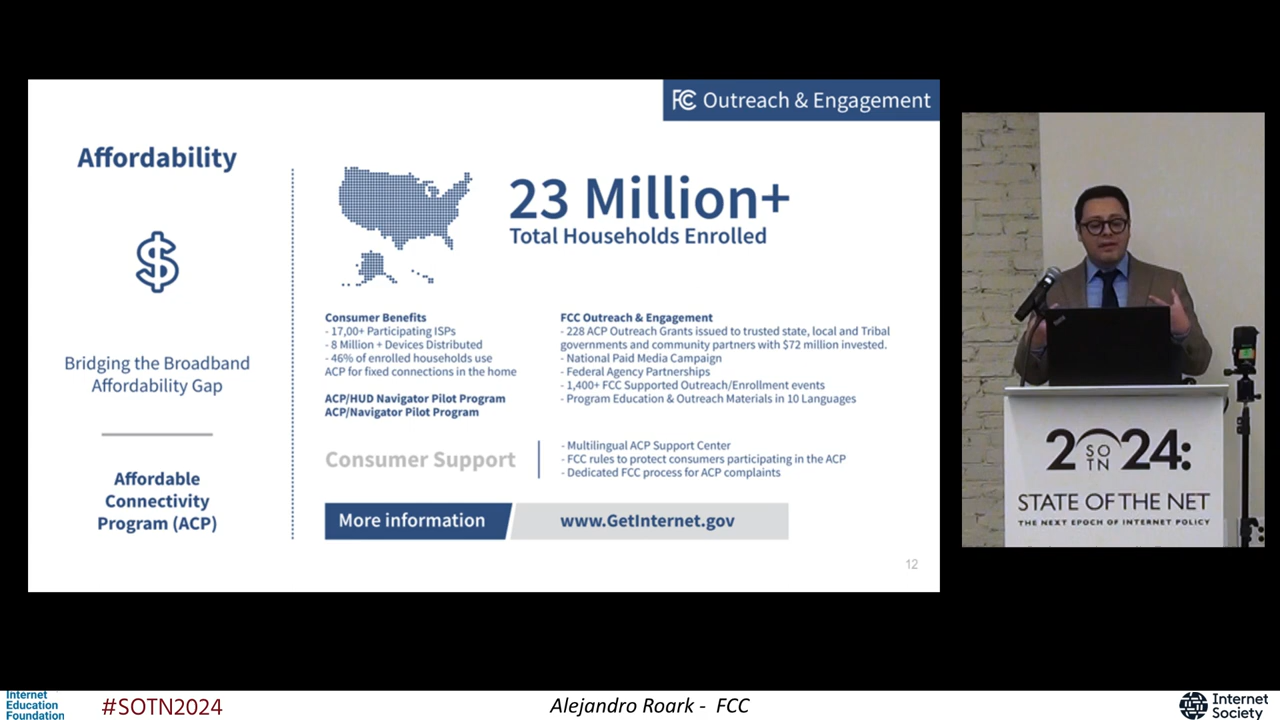 FCC Outreach & Engagement
Affordability
$
Bridging the Broadband
Affordability Gap
Affordable
Connectivity
Program (ACP)
23 Million+
Total Households Enrolled
Consumer Benefits
- 17,00+ Participating ISPs
- 8 Million + Devices Distributed
- 46% of enrolled households use
ACP for fixed connections in the home
ACP/HUD Navigator Pilot Program
ACP/Navigator Pilot Program
FCC Outreach & Engagement
- 228 ACP Outreach Grants issued to trusted state, local and Tribal
governments and community partners with $72 million invested.
- National Paid Media Campaign
- Federal Agency Partnerships
- 1,400+ FCC Supported Outreach/Enrollment events
- Program Education & Outreach Materials in 10 Languages
Consumer Support
- Multilingual ACP Support Center
- FCC rules to protect consumers participating in the ACP
- Dedicated FCC process for ACP complaints
More information
www.GetInternet.gov
12
2024:
SO
TN
STATE OF THE NET
THE NEXT EPOCH OF INTERNET POLICY
Internet
Education
Foundation
#SOTN2024
Alejandro Roark - FCC
Internet
Society